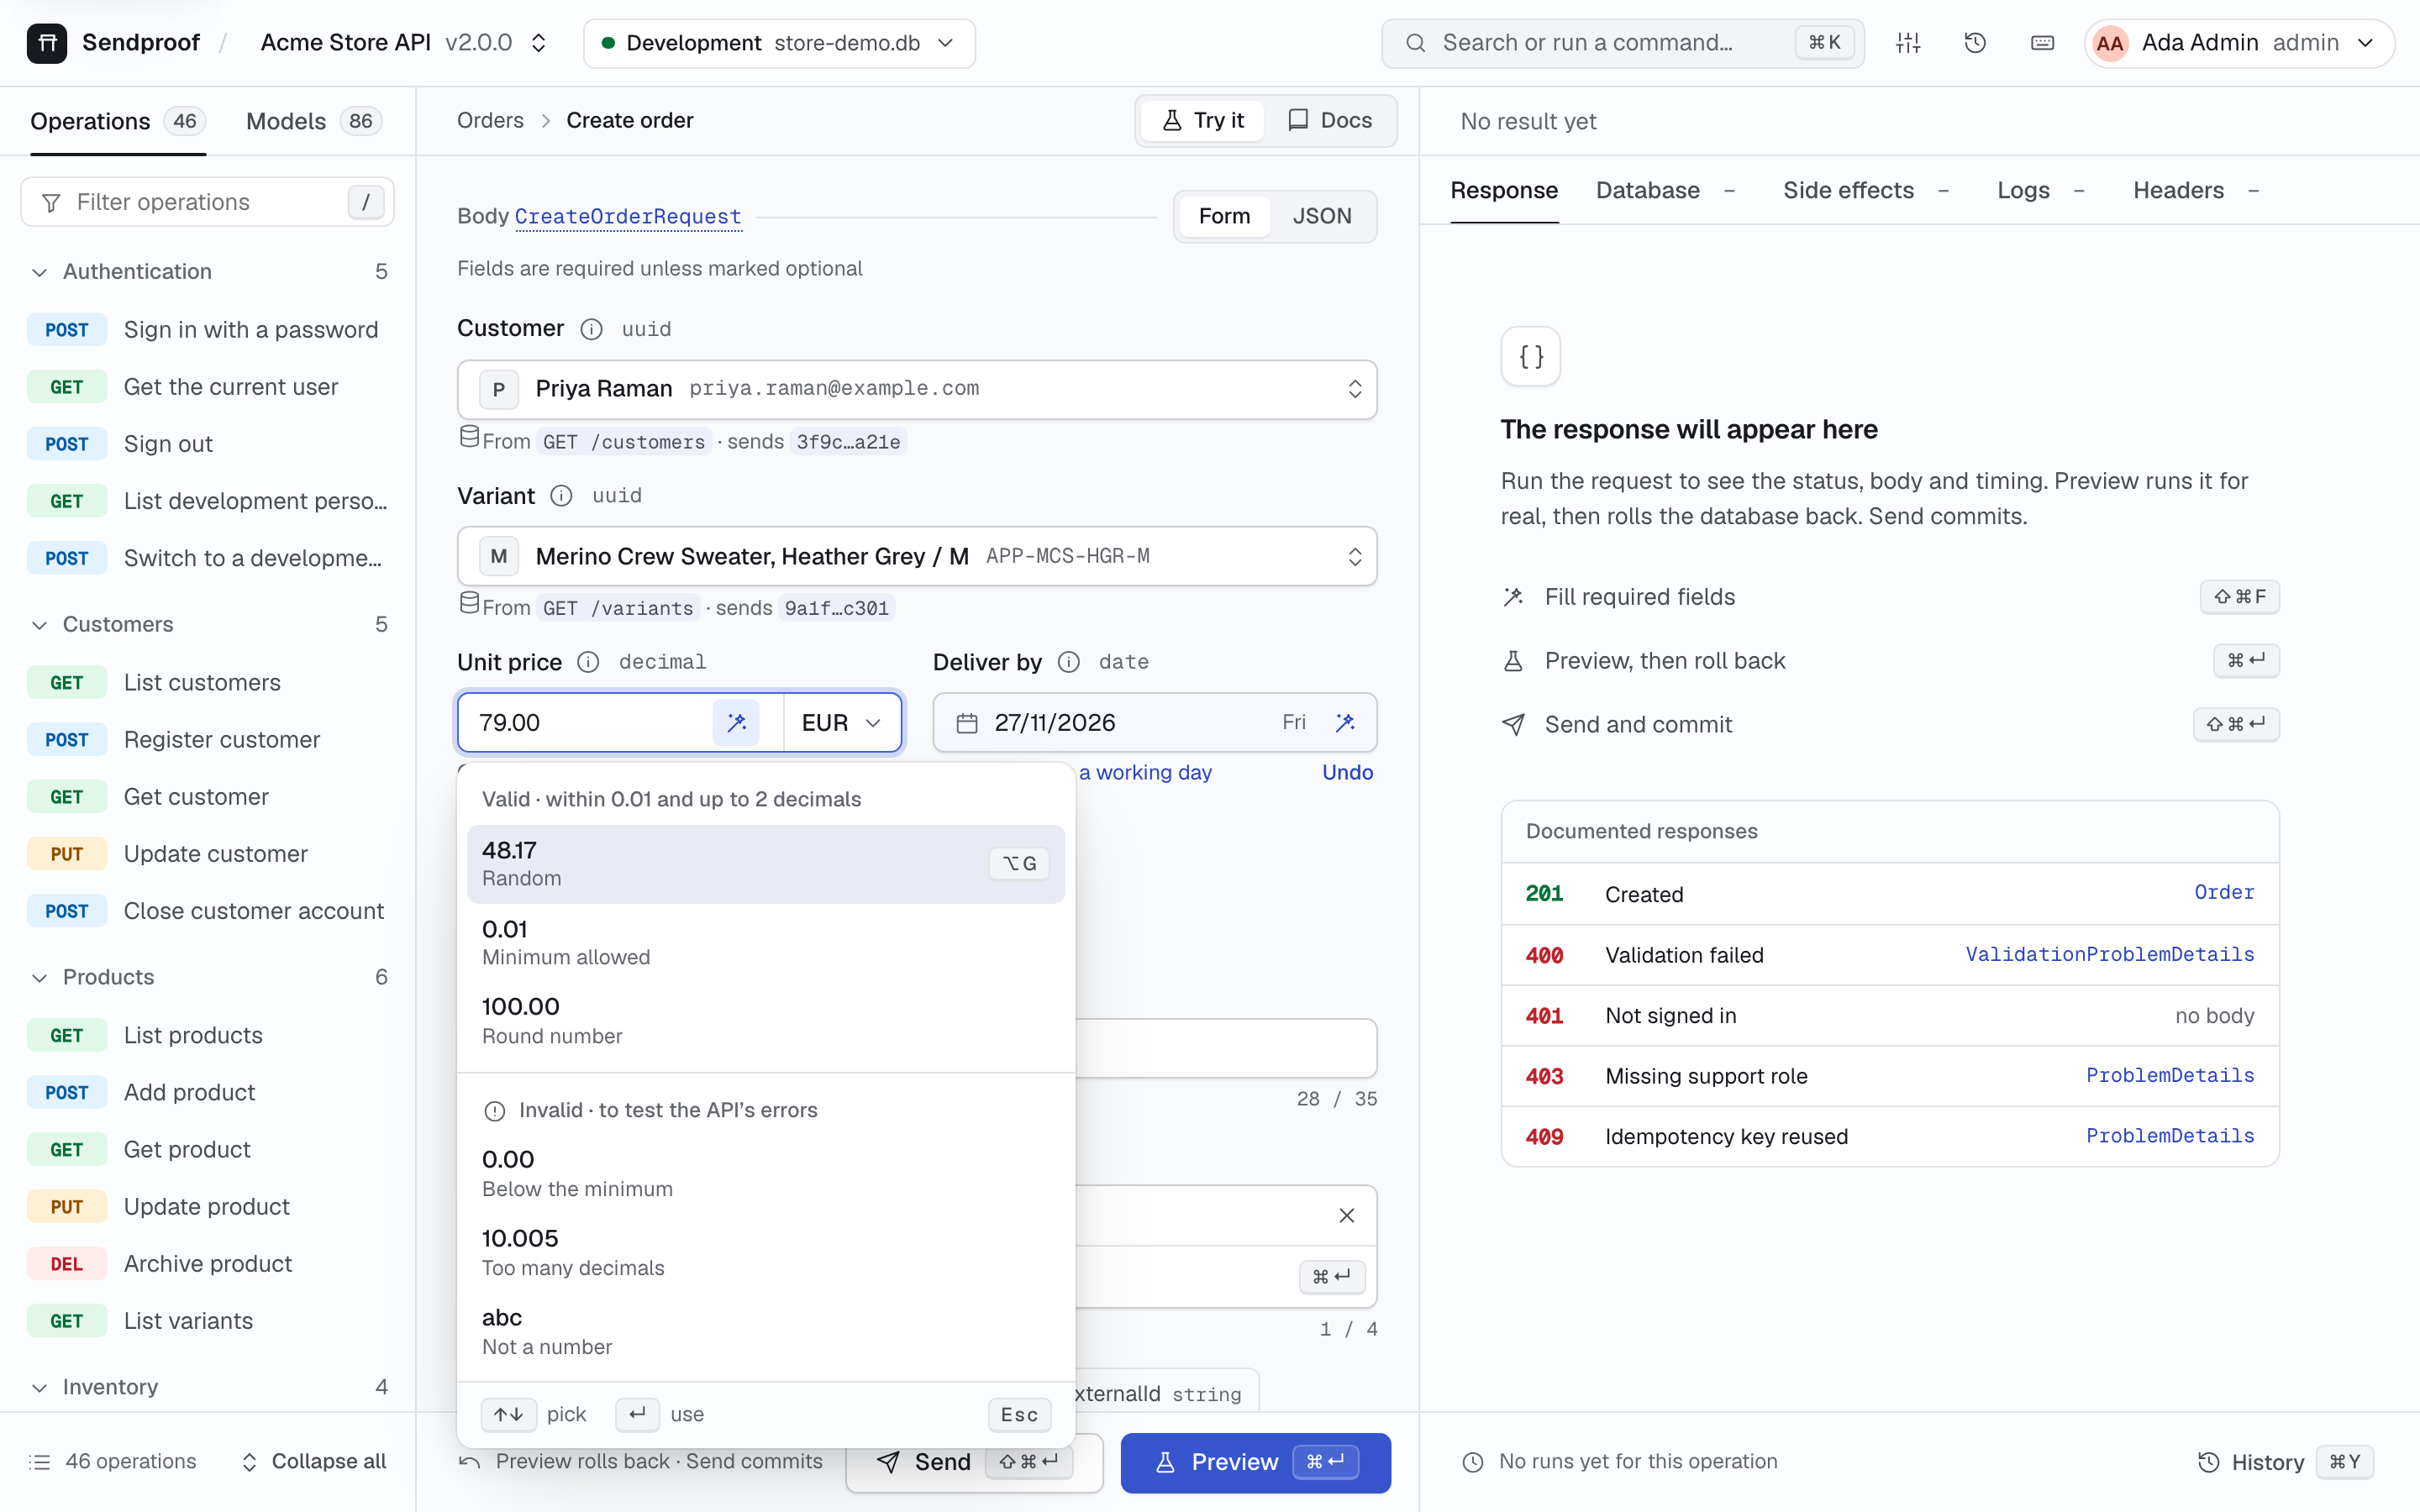 Sendproof / Acme Store API v2.0.0
Development store-demo.db
Search or run a command... ⌘K
AA Ada Admin admin
Operations 46 Models 86
Filter operations /
Authentication 5
POST Sign in with a password
GET Get the current user
POST Sign out
GET List development perso...
POST Switch to a developme...
Customers 5
GET List customers
POST Register customer
GET Get customer
PUT Update customer
POST Close customer account
Products 6
GET List products
POST Add product
GET Get product
PUT Update product
DEL Archive product
GET List variants
Inventory 4
46 operations Collapse all
Orders > Create order
Try it Docs
Body CreateOrderRequest
Form JSON
Fields are required unless marked optional
Customer uuid
P Priya Raman priya.raman@example.com
From GET /customers · sends 3f9c…a21e
Variant uuid
M Merino Crew Sweater, Heather Grey / M APP-MCS-HGR-M
From GET /variants · sends 9a1f…c301
Unit price decimal
79.00 EUR
Deliver by date
27/11/2026 Fri
a working day Undo
Valid · within 0.01 and up to 2 decimals
48.17
Random
⌥G
0.01
Minimum allowed
100.00
Round number
Invalid · to test the API's errors
0.00
Below the minimum
10.005
Too many decimals
abc
Not a number
↑↓ pick ↵ use Esc
28 / 35
⌘↵
1 / 4
xternalId string
Preview rolls back · Send commits
Send ⇧⌘↵
Preview ⌘↵
No result yet
Response Database – Side effects – Logs – Headers –
{}
The response will appear here
Run the request to see the status, body and timing. Preview runs it for
real, then rolls the database back. Send commits.
Fill required fields ⇧⌘F
Preview, then roll back ⌘↵
Send and commit ⇧⌘↵
Documented responses
201 Created Order
400 Validation failed ValidationProblemDetails
401 Not signed in no body
403 Missing support role ProblemDetails
409 Idempotency key reused ProblemDetails
No runs yet for this operation
History ⌘Y